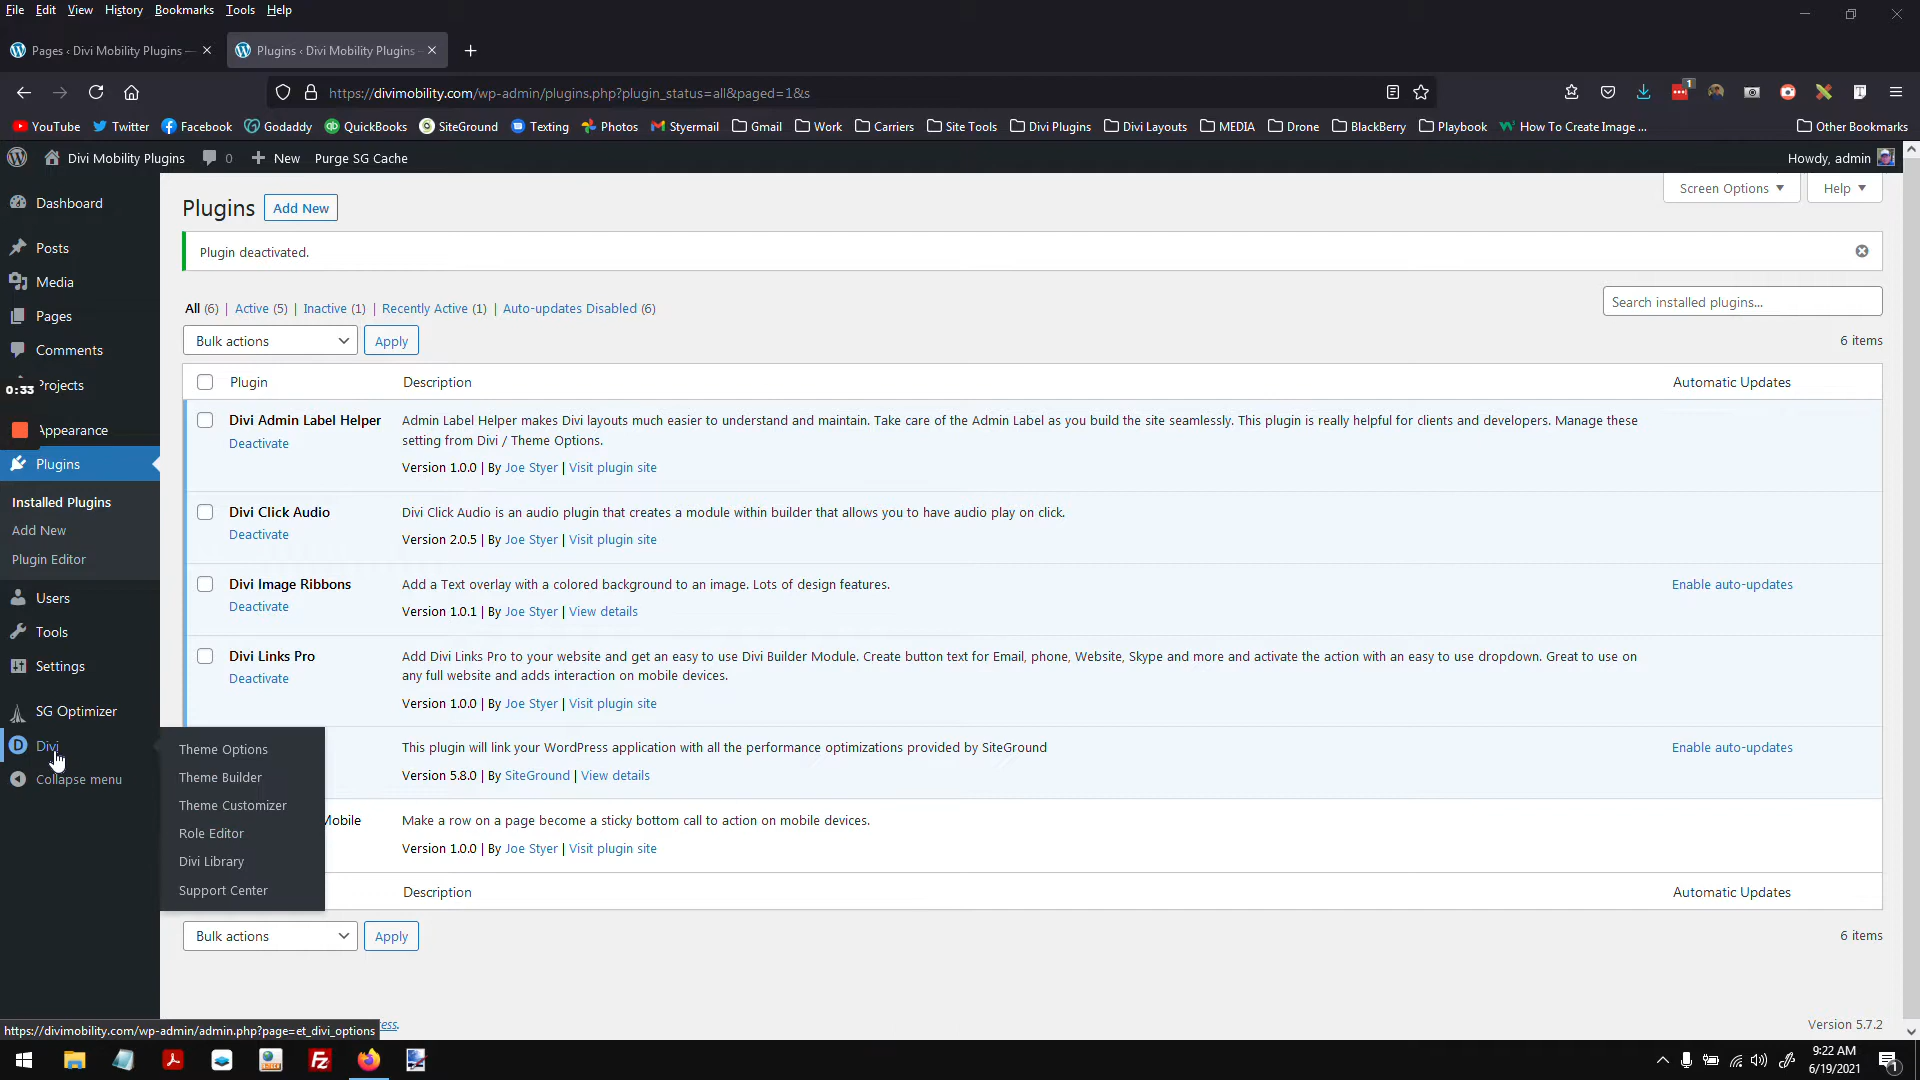 File Edit View History Bookmarks Tools Help
Pages ‹ Divi Mobility Plugins —
Plugins ‹ Divi Mobility Plugins
https://divimobility.com/wp-admin/plugins.php?plugin_status=all&paged=1&s
1
YouTube Twitter Facebook Godaddy QuickBooks SiteGround Texting Photos Styermail Gmail Work Carriers Site Tools Divi Plugins Divi Layouts MEDIA Drone BlackBerry Playbook How To Create Image ... Other Bookmarks
Divi Mobility Plugins 0 New Purge SG Cache Howdy, admin
Dashboard
Posts
Media
Pages
Comments
Projects
0:33
Appearance
Plugins
Installed Plugins
Add New
Plugin Editor
Users
Tools
Settings
SG Optimizer
Divi
Collapse menu
Theme Options
Theme Builder
Theme Customizer
Role Editor
Divi Library
Support Center
Screen Options ▼ Help ▼
Plugins Add New
Plugin deactivated.
All (6) | Active (5) | Inactive (1) | Recently Active (1) | Auto-updates Disabled (6)
Search installed plugins...
Bulk actions Apply 6 items
Plugin Description Automatic Updates
Divi Admin Label Helper
Deactivate
Admin Label Helper makes Divi layouts much easier to understand and maintain. Take care of the Admin Label as you build the site seamlessly. This plugin is really helpful for clients and developers. Manage these
setting from Divi / Theme Options.
Version 1.0.0 | By Joe Styer | Visit plugin site
Divi Click Audio
Deactivate
Divi Click Audio is an audio plugin that creates a module within builder that allows you to have audio play on click.
Version 2.0.5 | By Joe Styer | Visit plugin site
Divi Image Ribbons
Deactivate
Add a Text overlay with a colored background to an image. Lots of design features.
Version 1.0.1 | By Joe Styer | View details
Enable auto-updates
Divi Links Pro
Deactivate
Add Divi Links Pro to your website and get an easy to use Divi Builder Module. Create button text for Email, phone, Website, Skype and more and activate the action with an easy to use dropdown. Great to use on
any full website and adds interaction on mobile devices.
Version 1.0.0 | By Joe Styer | Visit plugin site
This plugin will link your WordPress application with all the performance optimizations provided by SiteGround
Version 5.8.0 | By SiteGround | View details
Enable auto-updates
Mobile
Make a row on a page become a sticky bottom call to action on mobile devices.
Version 1.0.0 | By Joe Styer | Visit plugin site
Description Automatic Updates
Bulk actions Apply 6 items
https://divimobility.com/wp-admin/admin.php?page=et_divi_options
ess.
Version 5.7.2
9:22 AM
6/19/2021
1